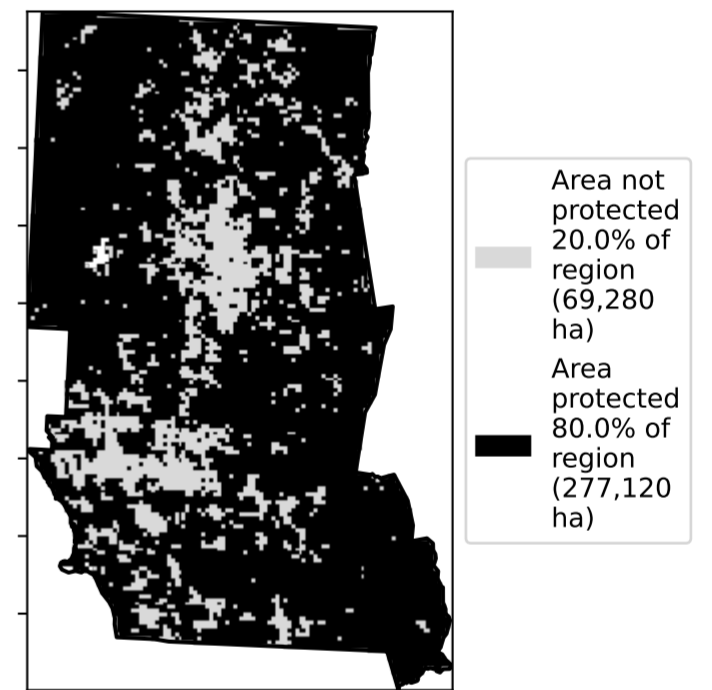 Area not
protected
20.0% of
region
(69,280
ha)
Area
protected
80.0% of
region
(277,120
ha)